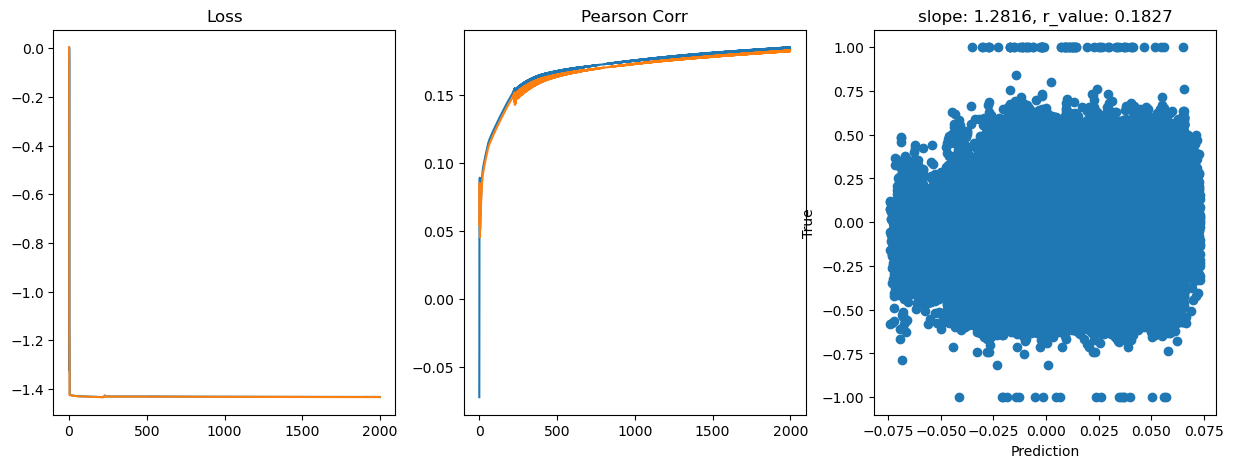 Loss
0.0
−0.2
−0.4
−0.6
−0.8
−1.0
−1.2
−1.4
0 500 1000 1500 2000
Pearson Corr
0.15
0.10
0.05
0.00
−0.05
0 500 1000 1500 2000
slope: 1.2816, r_value: 0.1827
True
1.00
0.75
0.50
0.25
0.00
−0.25
−0.50
−0.75
−1.00
−0.075 −0.050 −0.025 0.000 0.025 0.050 0.075
Prediction